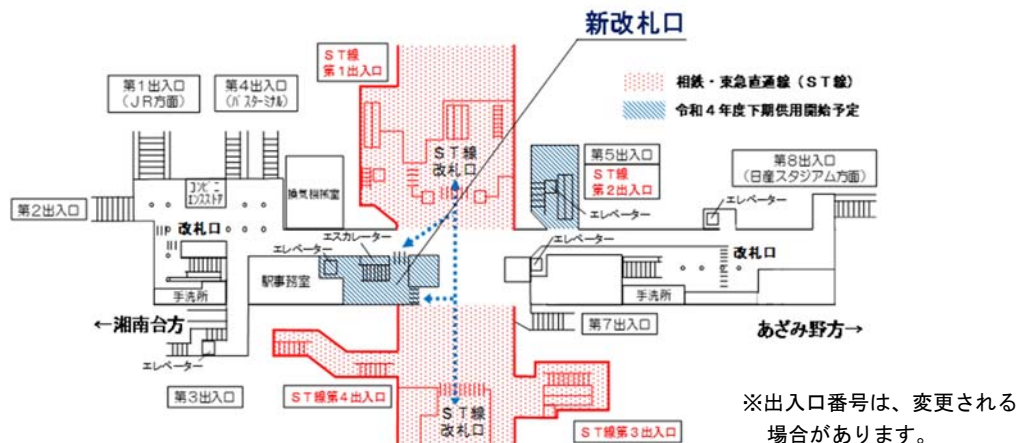 新改札口
ST線
第1出入口
第1出入口
(JR方面)
第4出入口
(バスターミナル)
相鉄・東急直通線（ST線）
令和４年度下期供用開始予定
ST線
改札口
第5出入口
ST線
第2出入口
第8出入口
(日産スタジアム方面)
コンビニ
エンスストア
換気機械室
エレベーター
エレベーター
第2出入口
改札口
エスカレーター
エレベーター
エレベーター
改札口
駅事務室
手洗所
手洗所
←湘南台方
第7出入口
あざみ野方→
エレベーター
第3出入口
ST線第4出入口
ST線
改札口
ST線第3出入口
※出入口番号は、変更される
場合があります。